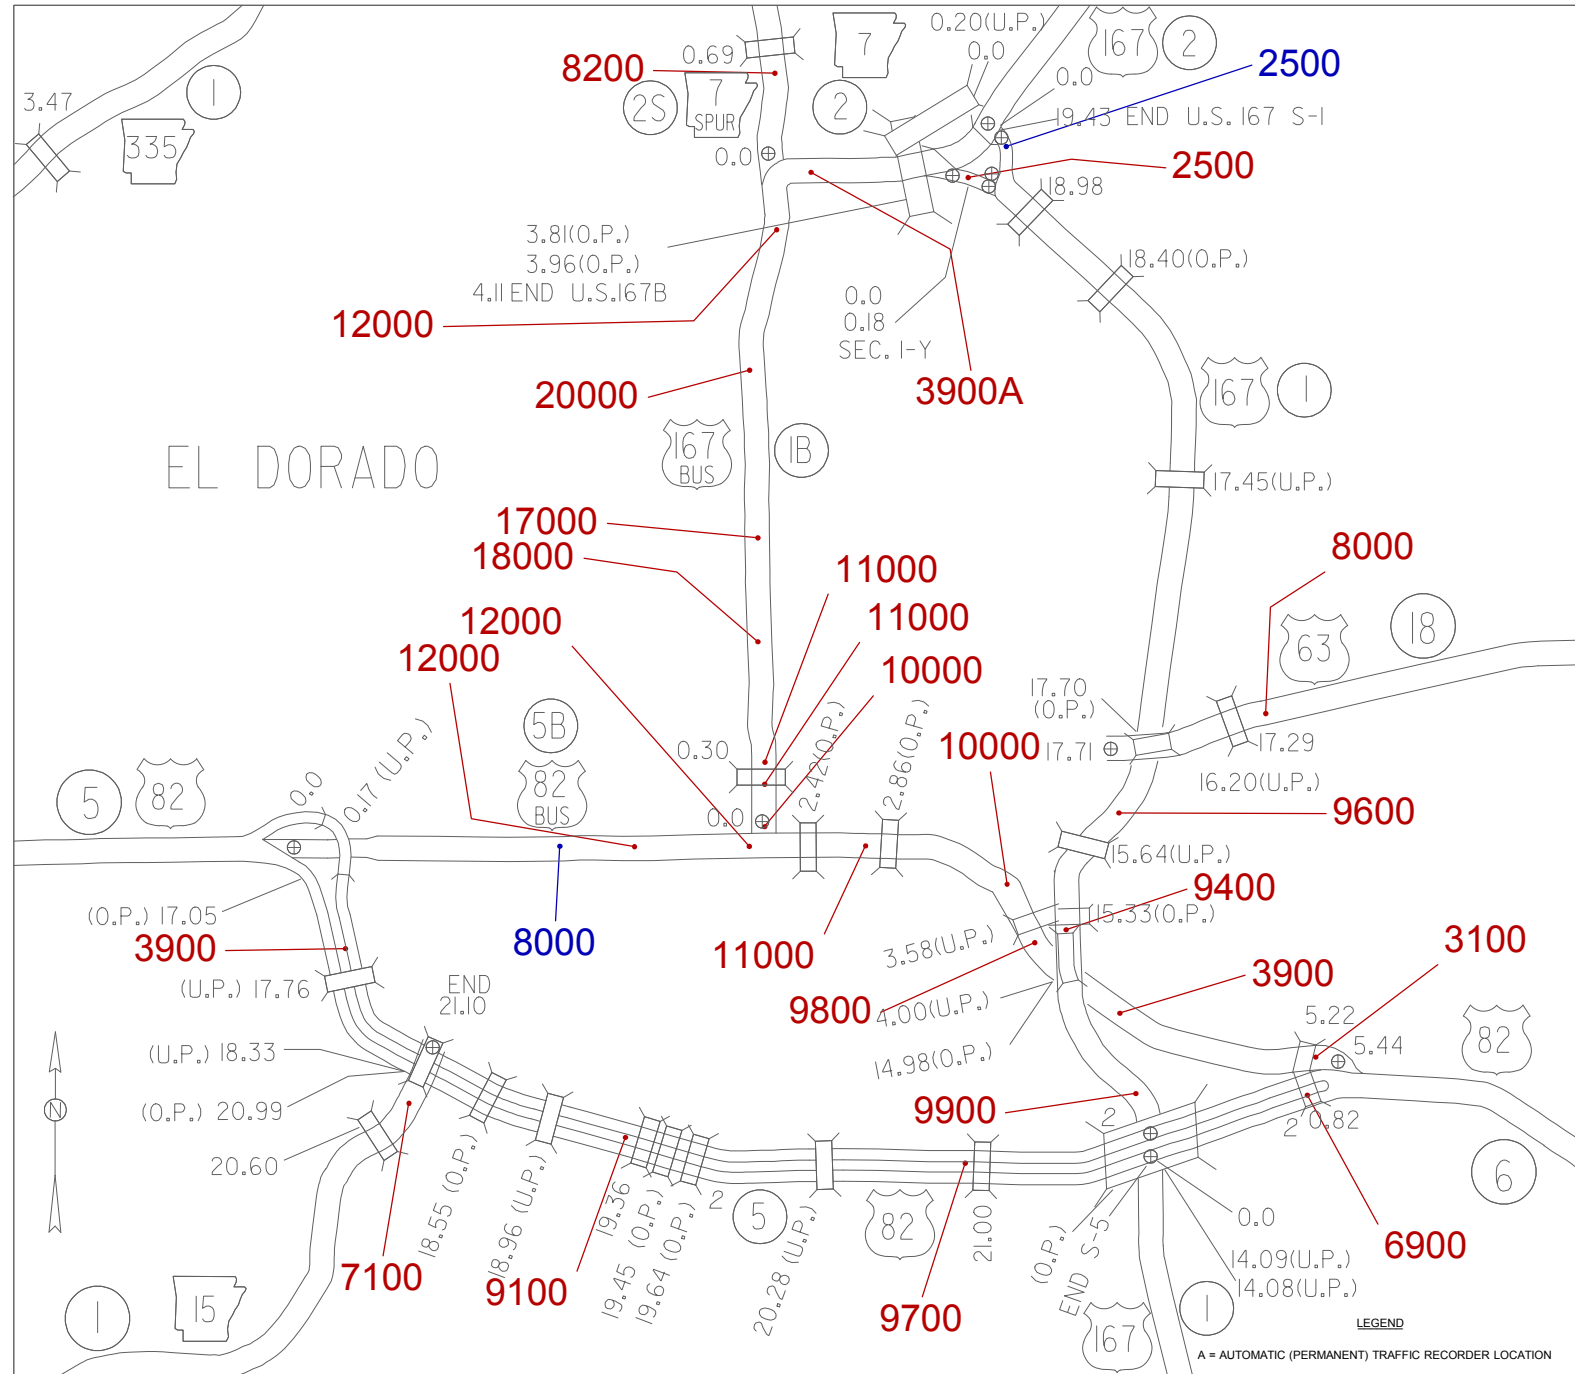 0.20(U.P.)
0.0
167
2
7
0.69
8200
2S
7
SPUR
2
0.0
2500
3.47
1
335
19.43 END U.S. 167 S-1
0.0
2500
18.98
3.81(O.P.)
3.96(O.P.)
4.11 END U.S.167B
18.40(O.P.)
0.0
0.18
SEC. 1-Y
12000
20000
3900A
167
1
167
BUS
1B
EL DORADO
17.45(U.P.)
17000
18000
11000
8000
12000
11000
18
63
12000
10000
17.70
(O.P.)
5B
82
BUS
0.30
2.42(O.P.)
2.86(O.P.)
10000
17.71
17.29
16.20(U.P.)
5
82
0.0
0.17 (U.P.)
0.0
9600
15.64(U.P.)
9400
(O.P.) 17.05
15.33(O.P.)
3900
8000
11000
3.58(U.P.)
3100
(U.P.) 17.76
END
21.10
3900
9800
4.00(U.P.)
5.22
82
5.44
(U.P.) 18.33
14.98(O.P.)
N
(O.P.) 20.99
9900
2
2
0.82
20.60
18.55 (O.P.)
18.96 (U.P.)
19.36
19.45 (O.P.)
19.64 (O.P.)
2
5
20.28 (U.P.)
82
21.00
(O.P.)
END S-5
6
0.0
6900
14.09(U.P.)
14.08(U.P.)
7100
9100
9700
1
15
167
1
LEGEND
A = AUTOMATIC (PERMANENT) TRAFFIC RECORDER LOCATION